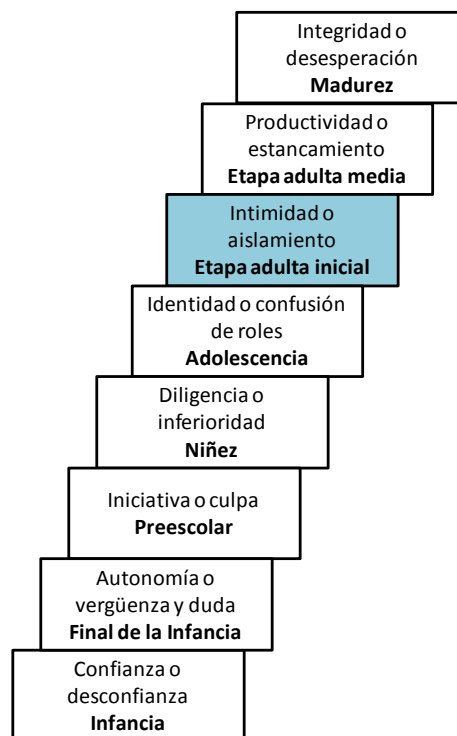 Integridad o
desesperación
Madurez
Productividad o
estancamiento
Etapa adulta media
Intimidad o
aislamiento
Etapa adulta inicial
Identidad o confusión
de roles
Adolescencia
Diligencia o
inferioridad
Niñez
Iniciativa o culpa
Preescolar
Autonomía o
vergüenza y duda
Final de la Infancia
Confianza o
desconfianza
Infancia